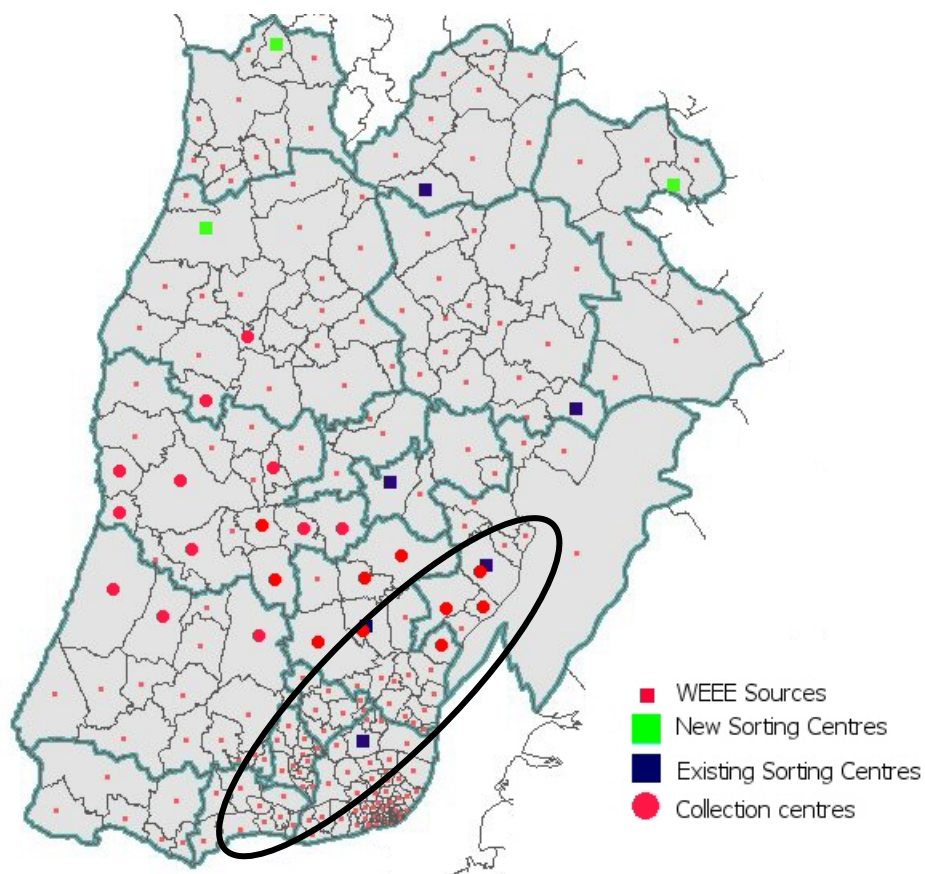 WEEE Sources
New Sorting Centres
Existing Sorting Centres
Collection centres